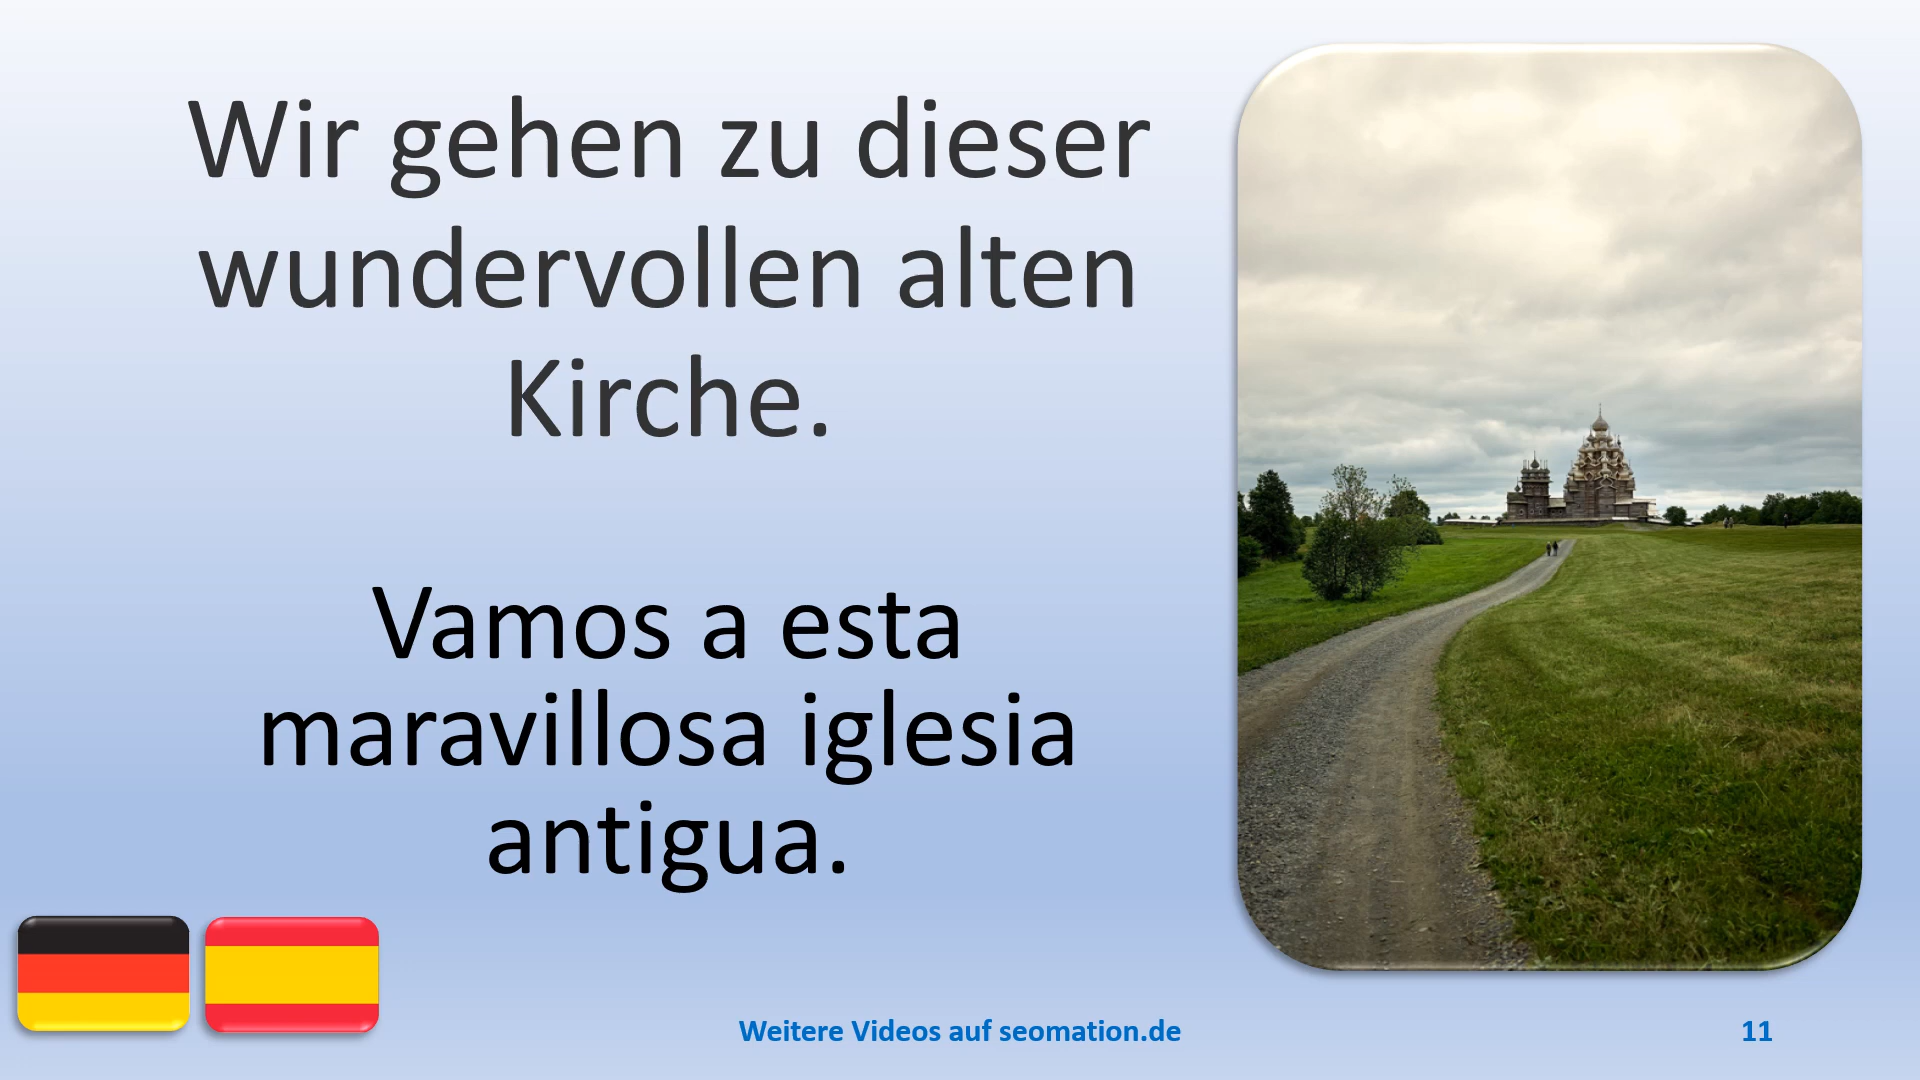 Wir gehen zu dieser
wundervollen alten
Kirche.
Vamos a esta
maravillosa iglesia
antigua.
Weitere Videos auf seomation.de
11